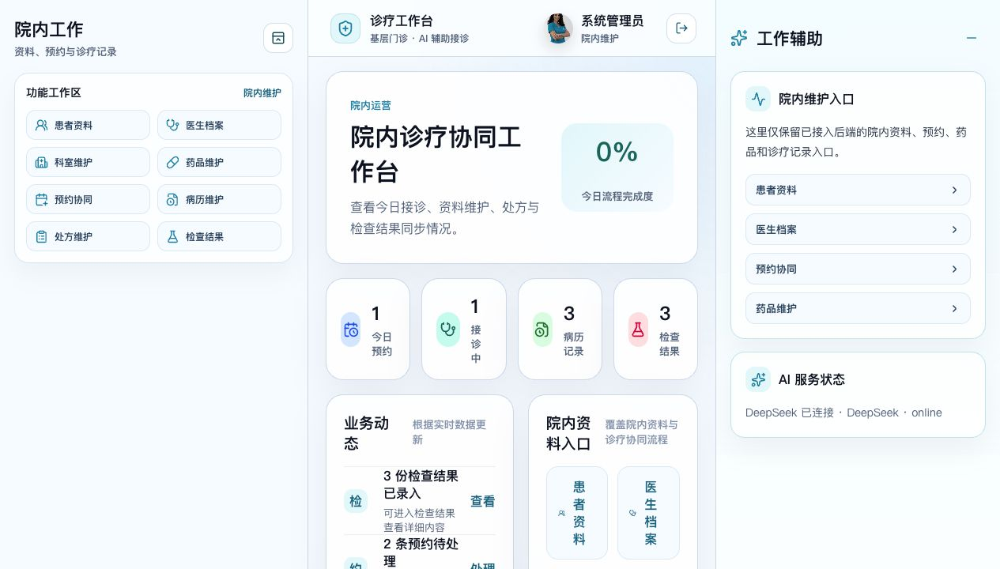 院内工作
资料、预约与诊疗记录
功能工作区
院内维护
患者资料
医生档案
科室维护
药品维护
预约协同
病历维护
处方维护
检查结果
诊疗工作台
基层门诊 · AI 辅助接诊
系统管理员
院内维护
院内运营
院内诊疗协同工
作台
查看今日接诊、资料维护、处方与
检查结果同步情况。
0%
今日流程完成度
1
今日
预约
1
接
诊
中
3
病历
记录
3
检查
结果
业务动
态
根据实时数据更
新
检
3 份检查结果
已录入
可进入检查结果
查看详细内容
查看
约
2 条预约待处
理
处理
院内资
料入口
覆盖院内资料与
诊疗协同流程
患
者
资
料
医
生
档
案
工作辅助
院内维护入口
这里仅保留已接入后端的院内资料、预约、药
品和诊疗记录入口。
患者资料
医生档案
预约协同
药品维护
AI 服务状态
DeepSeek 已连接 · DeepSeek · online